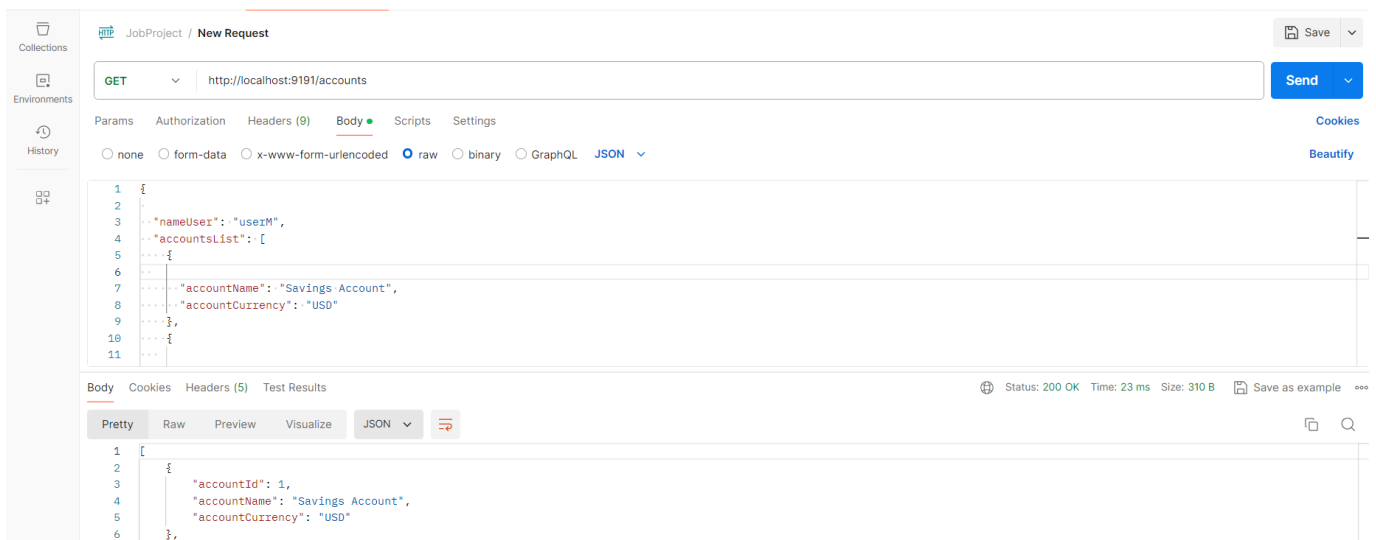 JobProject / New Request
Save
Collections
GET http://localhost:9191/accounts Send
Environments
Params Authorization Headers (9) Body Scripts Settings Cookies
History
none form-data x-www-form-urlencoded raw binary GraphQL JSON Beautify
1 {
2
3 "nameUser": "userM",
4 "accountsList": [
5 {
6
7 "accountName": "Savings Account",
8 "accountCurrency": "USD"
9 },
10 {
11
Body Cookies Headers (5) Test Results Status: 200 OK Time: 23 ms Size: 310 B Save as example
Pretty Raw Preview Visualize JSON
1 [
2 {
3 "accountId": 1,
4 "accountName": "Savings Account",
5 "accountCurrency": "USD"
6 },